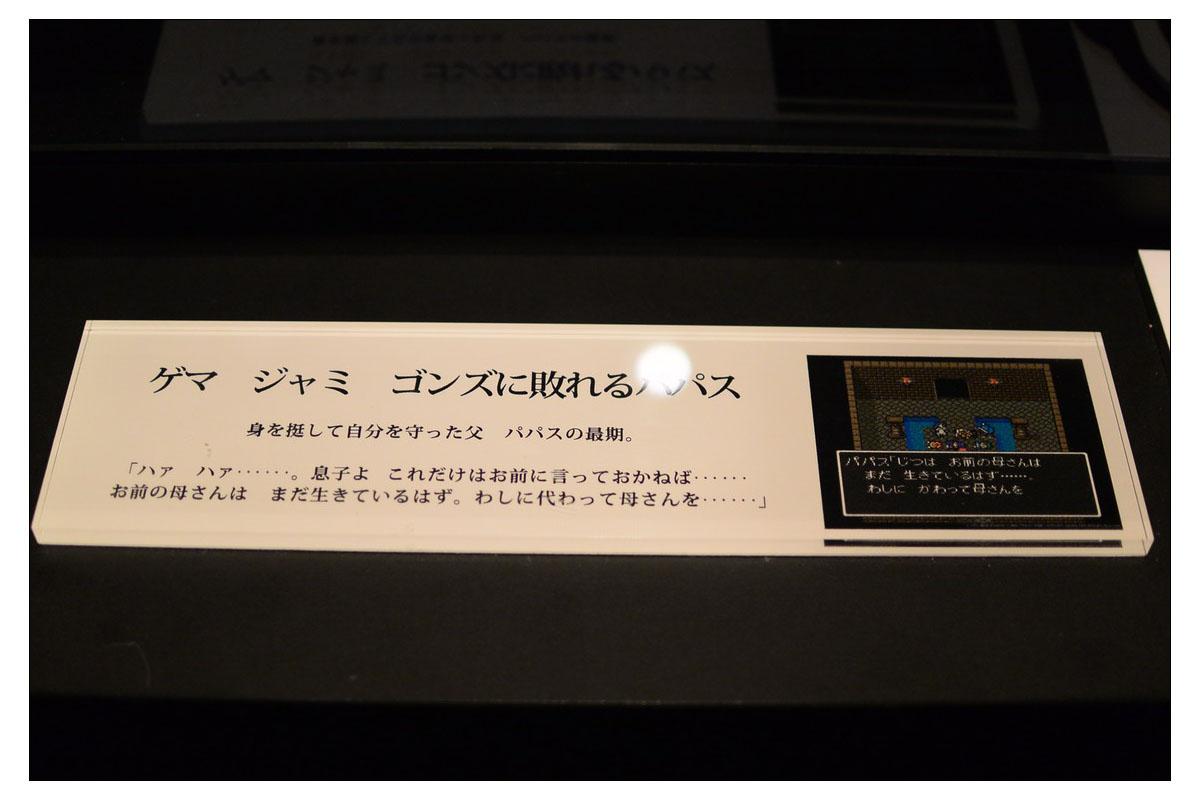 ゲマ　ジャミ　ゴンズに敗れるパパス
身を挺して自分を守った父　パパスの最期。
「ハァ　ハァ……。息子よ　これだけはお前に言っておかねば……
お前の母さんは　まだ生きているはず。わしに代わって母さんを……」
パパス「じつは　お前の母さんは
まだ　生きているはず……。
わしに　かわって母さんを